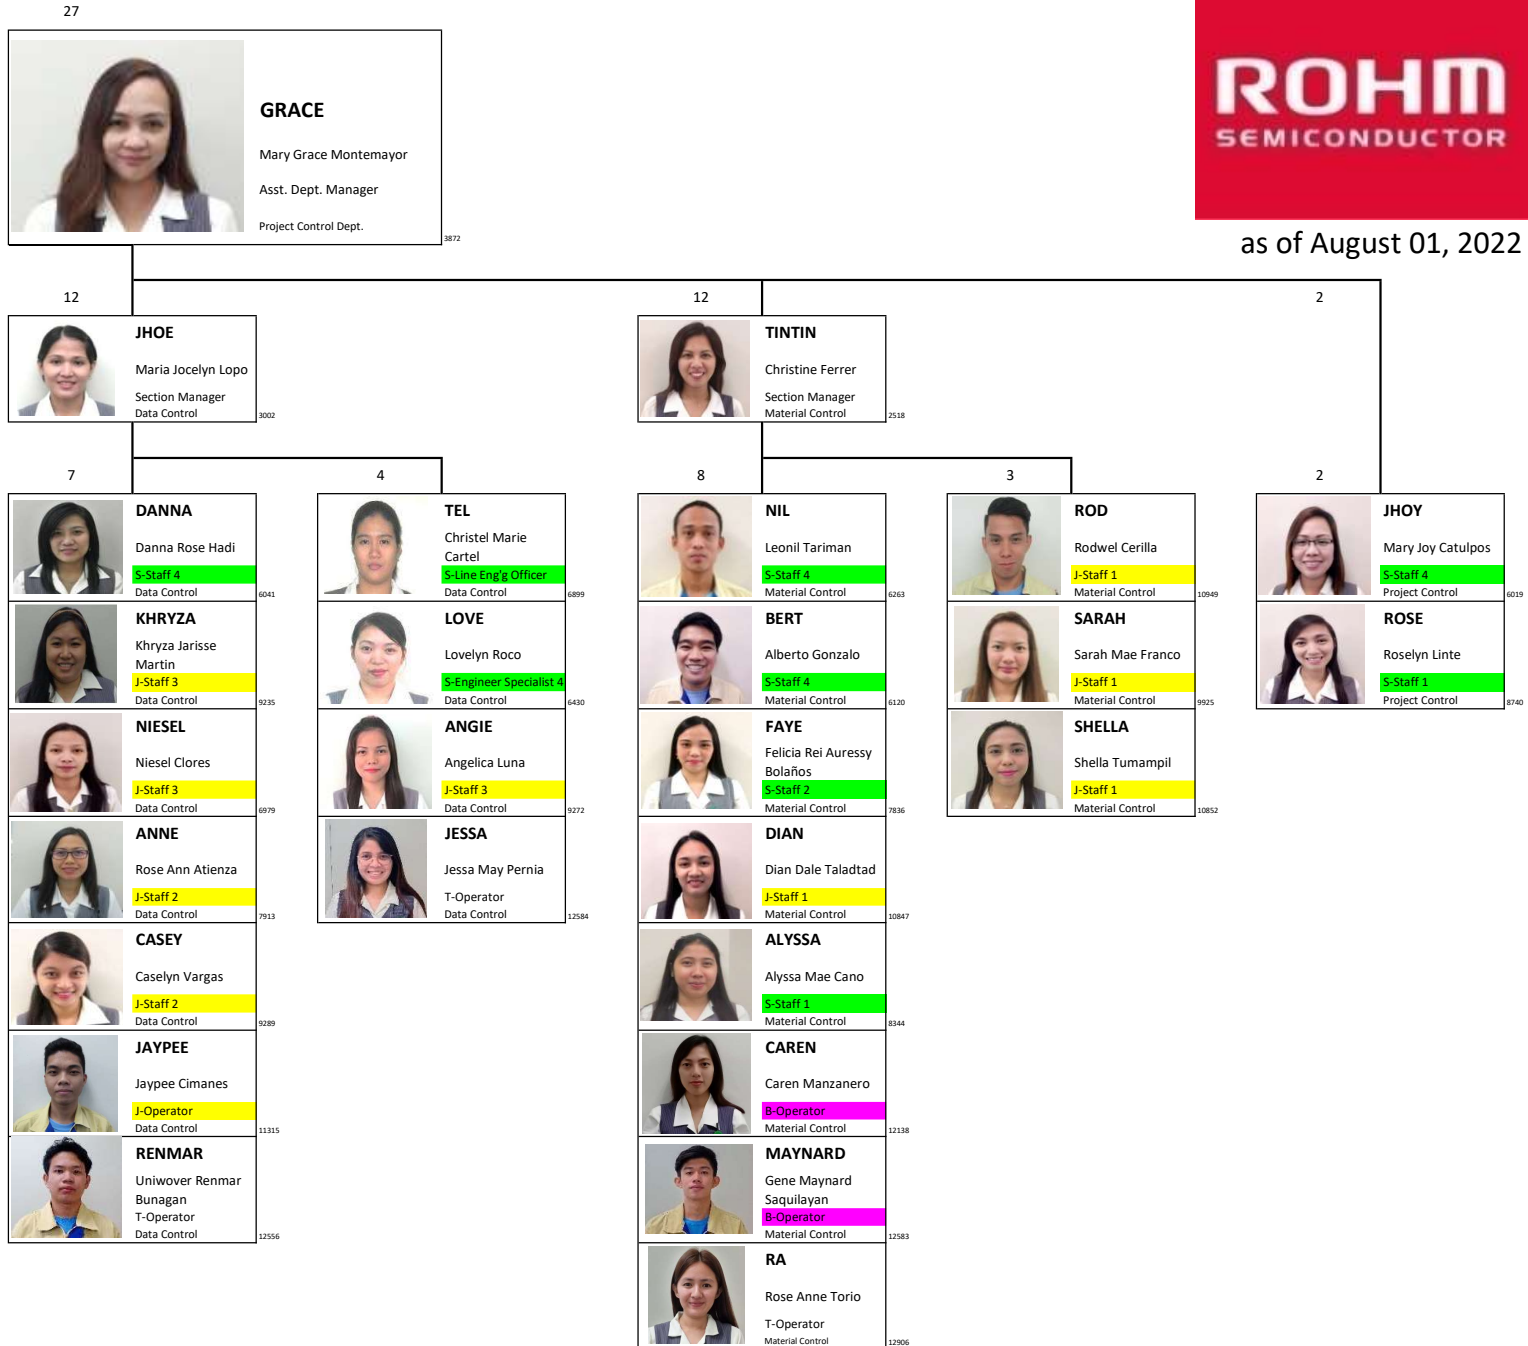 27
GRACE
Mary Grace Montemayor
Asst. Dept. Manager
Project Control Dept.
3872
ROHM
SEMICONDUCTOR
as of August 01, 2022
12
JHOE
Maria Jocelyn Lopo
Section Manager
Data Control
3002
12
TINTIN
Christine Ferrer
Section Manager
Material Control
2518
2
7
DANNA
Danna Rose Hadi
S-Staff 4
Data Control
6041
KHRYZA
Khryza Jarisse
Martin
J-Staff 3
Data Control
9235
NIESEL
Niesel Clores
J-Staff 3
Data Control
6979
ANNE
Rose Ann Atienza
J-Staff 2
Data Control
7913
CASEY
Caselyn Vargas
J-Staff 2
Data Control
9289
JAYPEE
Jaypee Cimanes
J-Operator
Data Control
11315
RENMAR
Uniwover Renmar
Bunagan
T-Operator
Data Control
12556
4
TEL
Christel Marie
Cartel
S-Line Eng'g Officer
Data Control
6899
LOVE
Lovelyn Roco
S-Engineer Specialist 4
Data Control
6430
ANGIE
Angelica Luna
J-Staff 3
Data Control
9272
JESSA
Jessa May Pernia
T-Operator
Data Control
12584
8
NIL
Leonil Tariman
S-Staff 4
Material Control
6263
BERT
Alberto Gonzalo
S-Staff 4
Material Control
6120
FAYE
Felicia Rei Auressy
Bolaños
S-Staff 2
Material Control
7836
DIAN
Dian Dale Taladtad
J-Staff 1
Material Control
10847
ALYSSA
Alyssa Mae Cano
S-Staff 1
Material Control
8344
CAREN
Caren Manzanero
B-Operator
Material Control
12138
MAYNARD
Gene Maynard
Saquilayan
B-Operator
Material Control
12583
RA
Rose Anne Torio
T-Operator
Material Control
12906
3
ROD
Rodwel Cerilla
J-Staff 1
Material Control
10949
SARAH
Sarah Mae Franco
J-Staff 1
Material Control
9925
SHELLA
Shella Tumampil
J-Staff 1
Material Control
10852
2
JHOY
Mary Joy Catulpos
S-Staff 4
Project Control
6019
ROSE
Roselyn Linte
S-Staff 1
Project Control
8740